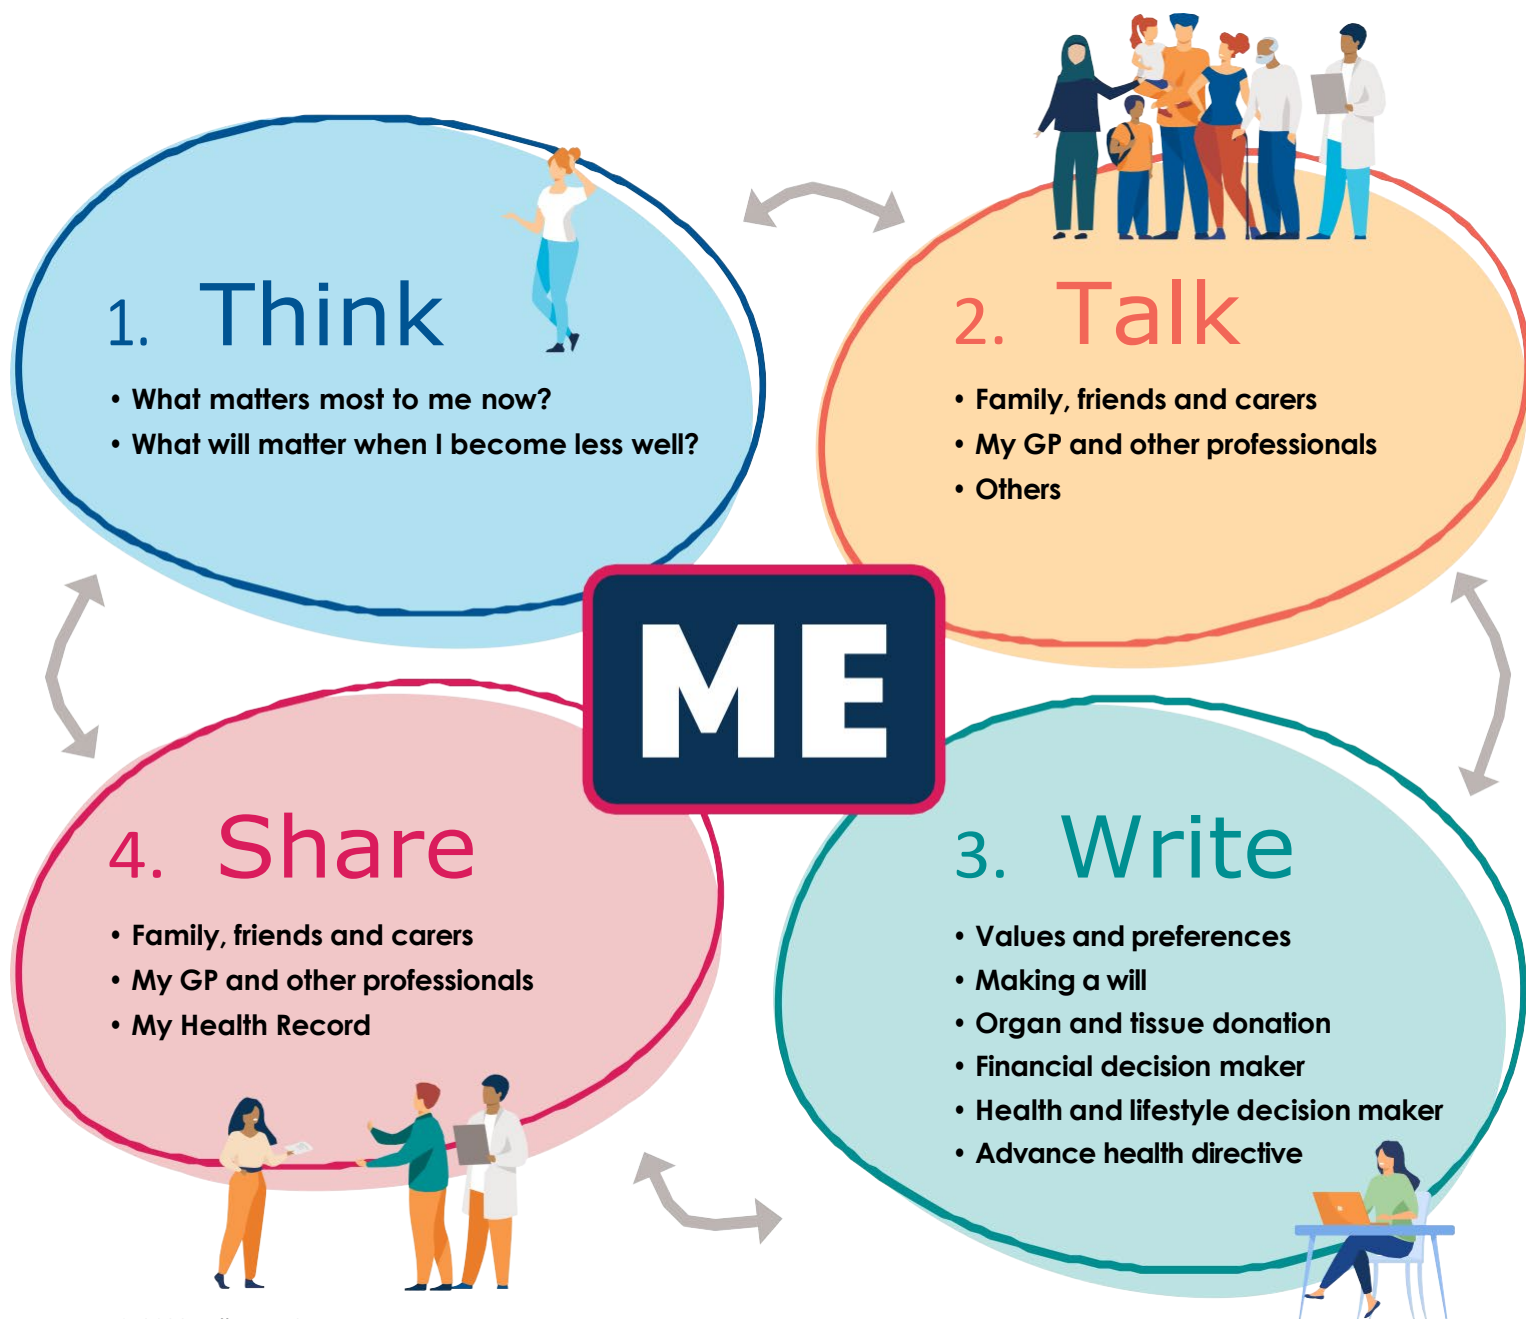 1. Think
• What matters most to me now?
• What will matter when I become less well?
2. Talk
• Family, friends and carers
• My GP and other professionals
• Others
ME
4. Share
• Family, friends and carers
• My GP and other professionals
• My Health Record
3. Write
• Values and preferences
• Making a will
• Organ and tissue donation
• Financial decision maker
• Health and lifestyle decision maker
• Advance health directive